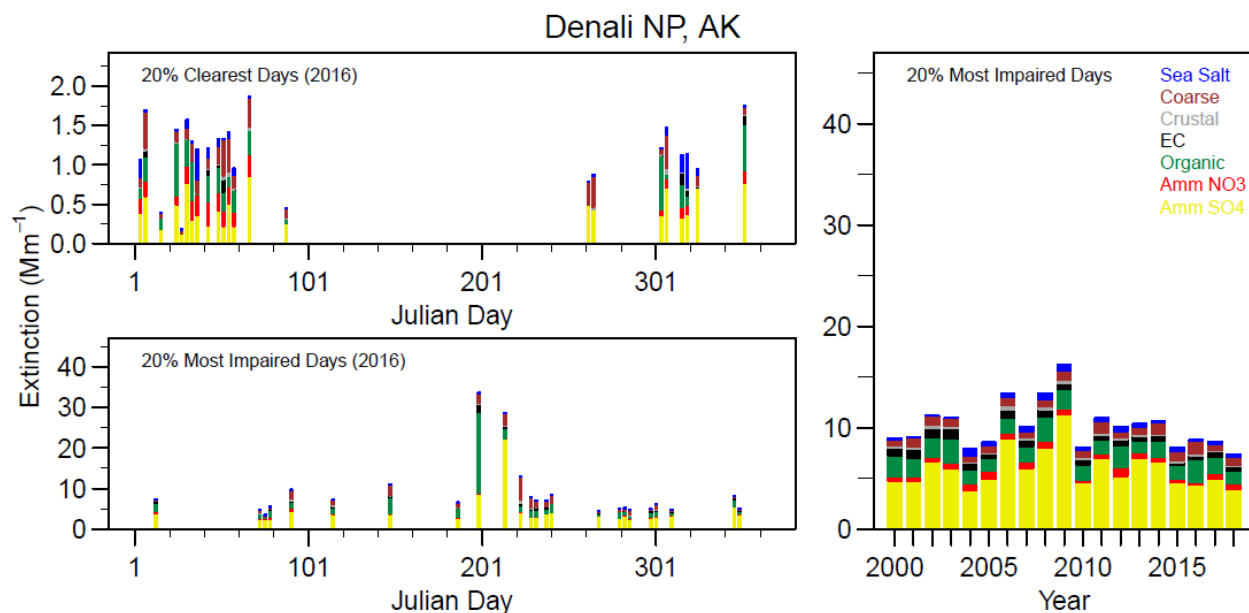 Denali NP, AK
Extinction (Mm−1)
20% Clearest Days (2016)
2.0
1.5
1.0
0.5
0.0
1 101 201 301
Julian Day
20% Most Impaired Days (2016)
40
30
20
10
0
1 101 201 301
Julian Day
20% Most Impaired Days
Sea Salt
Coarse
Crustal
EC
Organic
Amm NO3
Amm SO4
40
30
20
10
0
2000 2005 2010 2015
Year